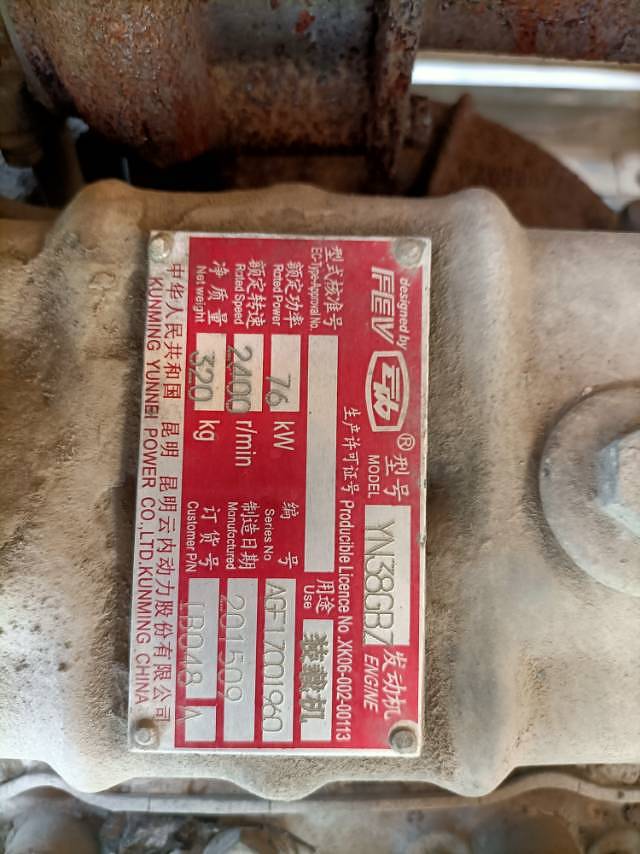 designed by
FEV 云内 ® 型号 MODEL YN38GBZ 发动机 ENGINE
生产许可证号 Producible Licence No. XK06-002-00113
型式核准号 EC-Type-Approval No.
用途 Use 装载机
额定功率 Rated Power 76 kW
编号 Series No AGF1Z001960
额定转速 Rated Speed 2400 r/min
制造日期 Manufactured 201509
净质量 Net weight 320 kg
订货号 Customer P/N IB048 A
中华人民共和国 昆明 昆明云内动力股份有限公司
KUNMING YUNNEI POWER CO.,LTD.KUNMING CHINA